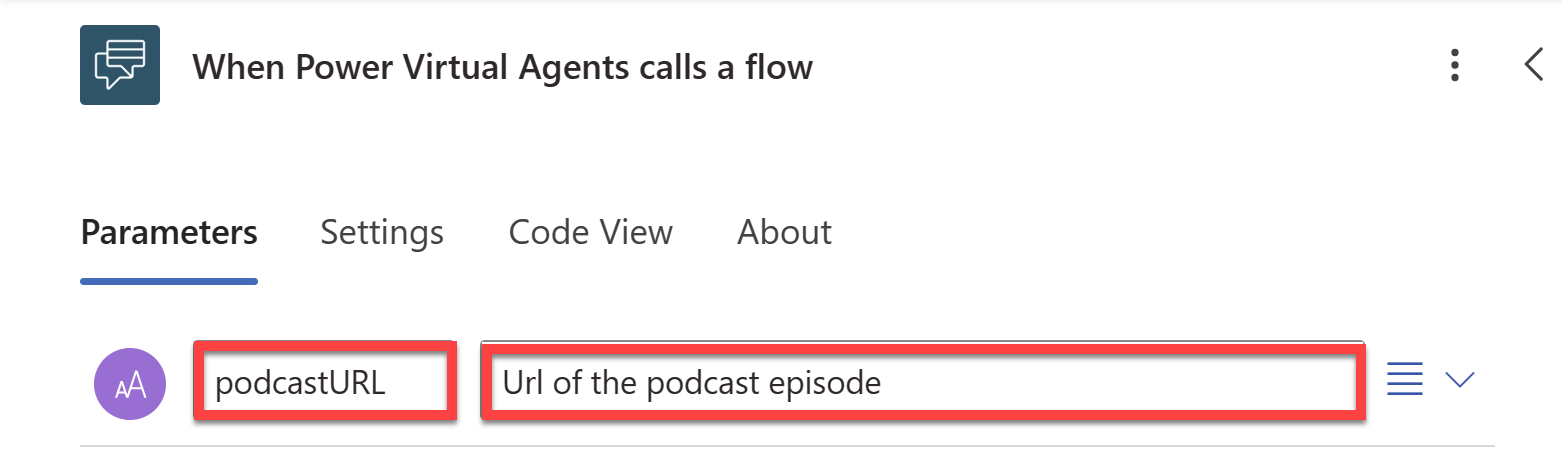 When Power Virtual Agents calls a flow
Parameters Settings Code View About
AA podcastURL Url of the podcast episode